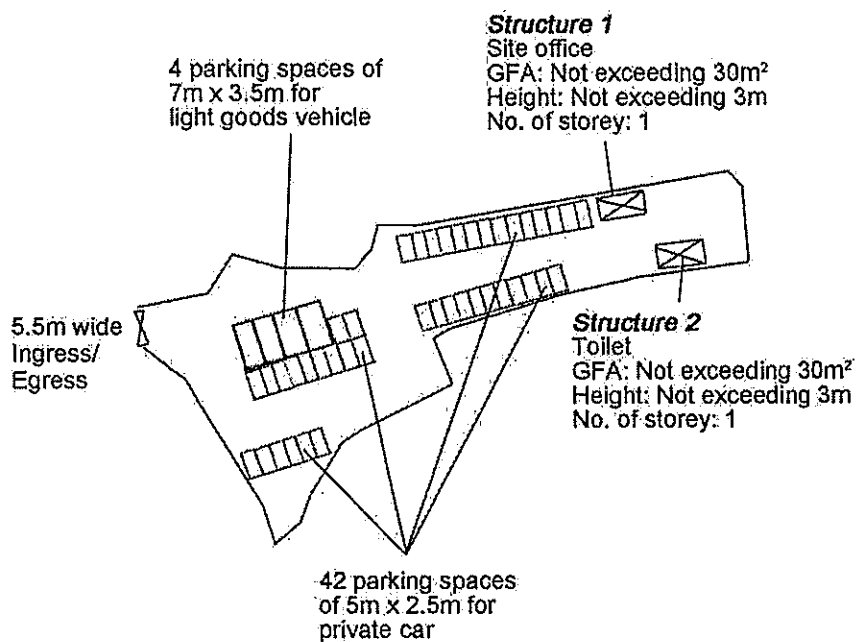 Structure 1
Site office
GFA: Not exceeding 30m²
Height: Not exceeding 3m
No. of storey: 1
4 parking spaces of
7m x 3.5m for
light goods vehicle
5.5m wide
Ingress/
Egress
Structure 2
Toilet
GFA: Not exceeding 30m²
Height: Not exceeding 3m
No. of storey: 1
42 parking spaces
of 5m x 2.5m for
private car